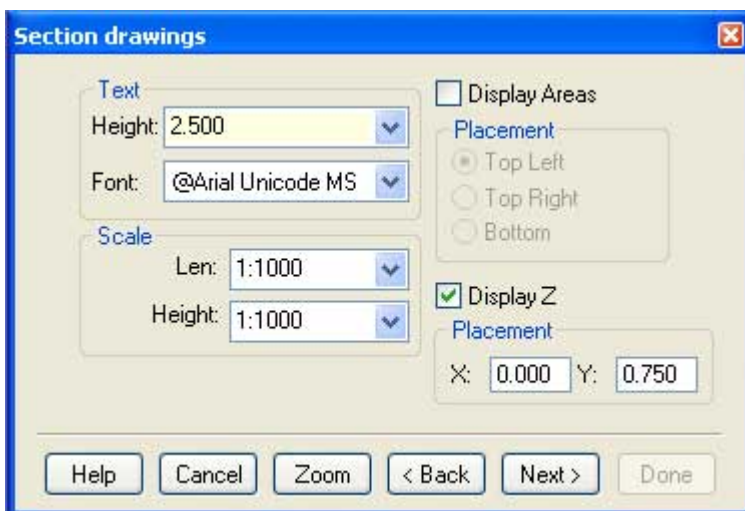 Section drawings
Text
Height: 2.500
Font: @Arial Unicode MS
Scale
Len: 1:1000
Height: 1:1000
Display Areas
Placement
Top Left
Top Right
Bottom
Display Z
Placement
X: 0.000 Y: 0.750
Help Cancel Zoom < Back Next > Done